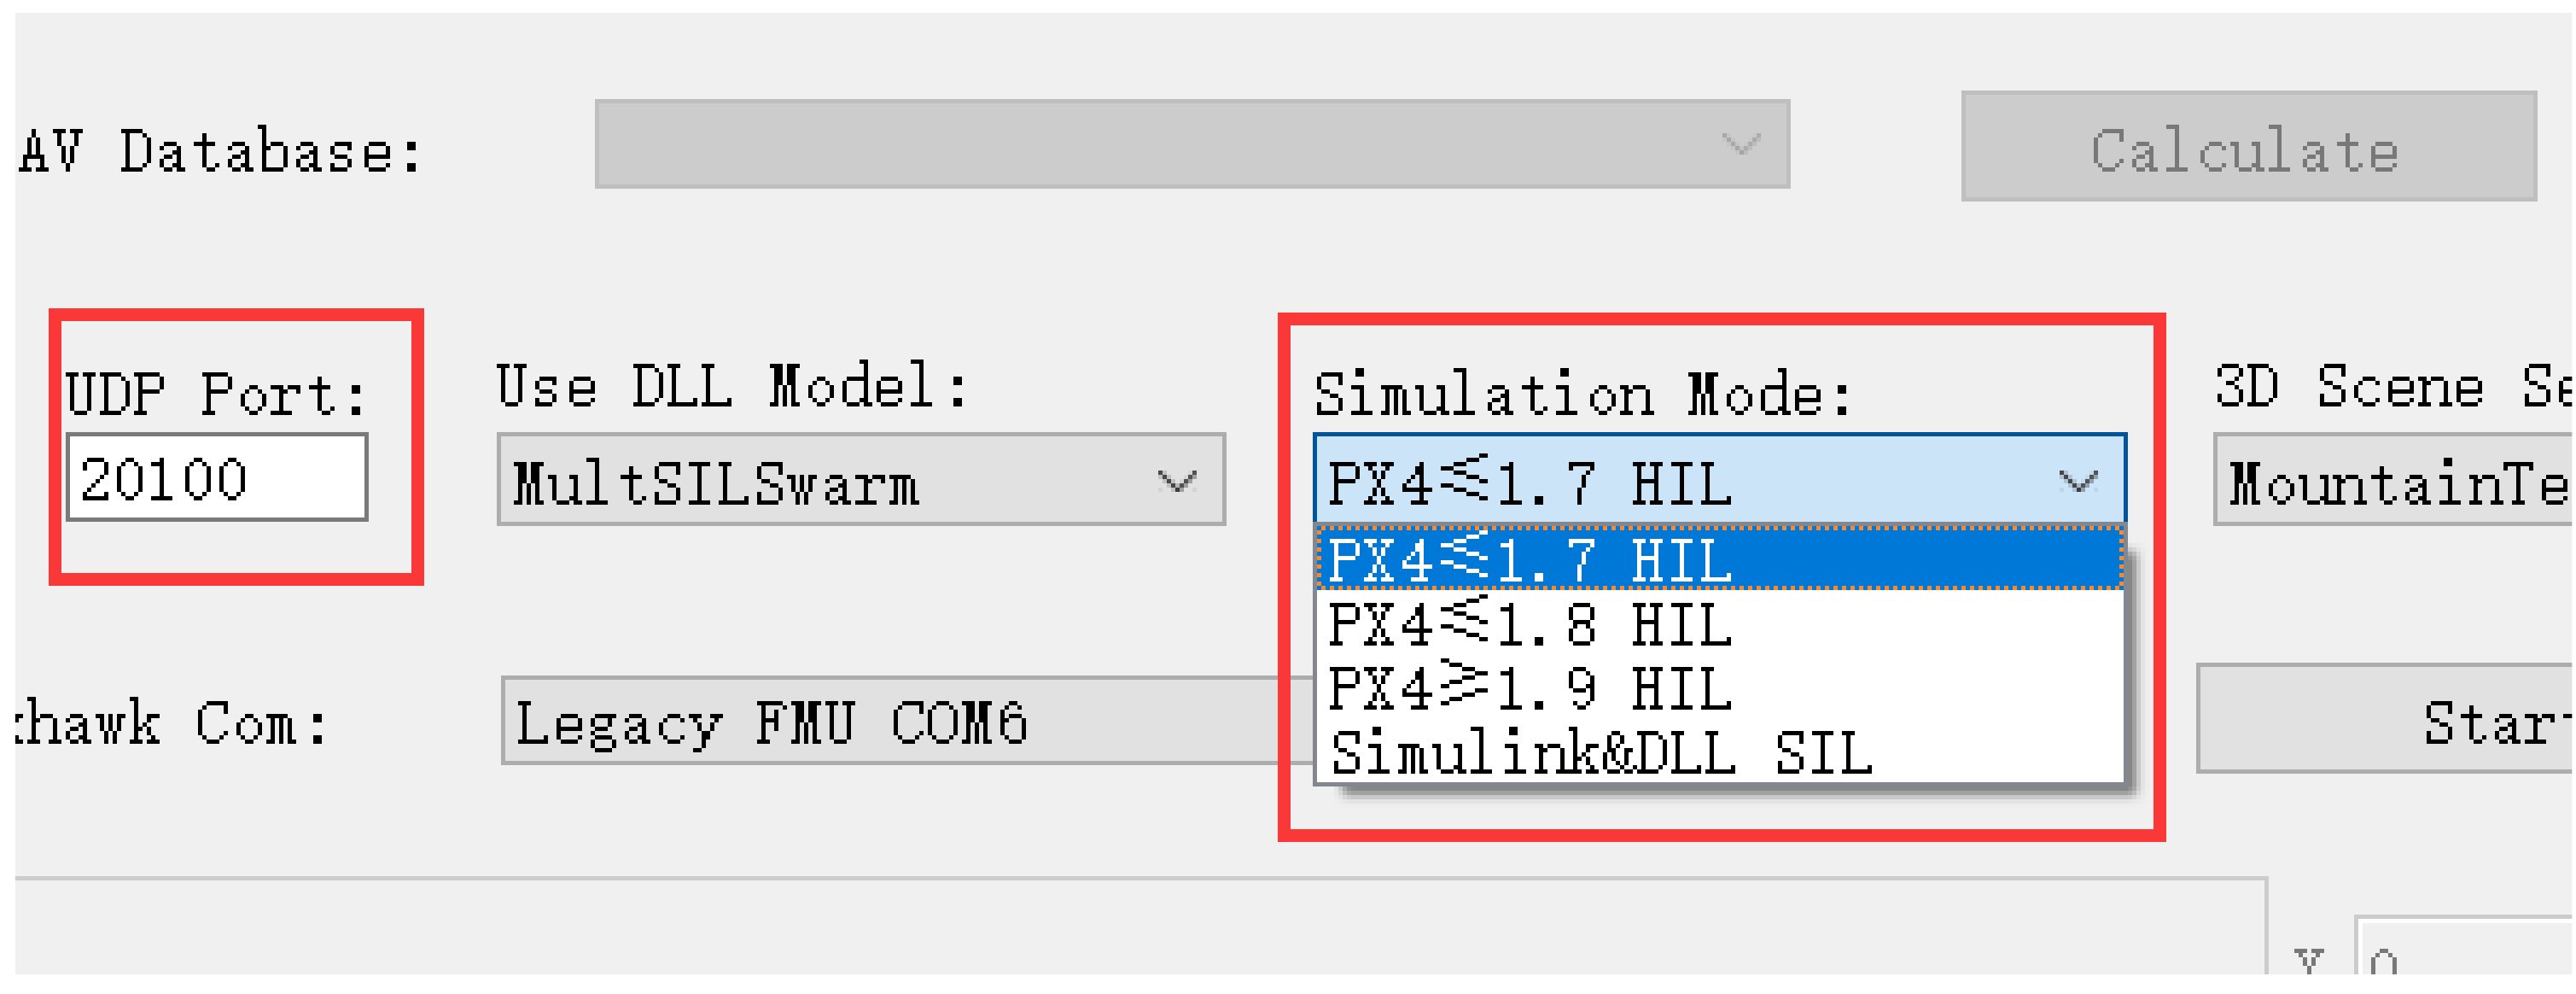 AV Database:
Calculate
UDP Port:
20100
Use DLL Model:
MultSILSwarm
Simulation Mode:
PX4≤1.7 HIL
PX4≤1.7 HIL
PX4≤1.8 HIL
PX4≥1.9 HIL
Simulink&DLL SIL
3D Scene Se
MountainTe
hawk Com:
Legacy FMU COM6
Star